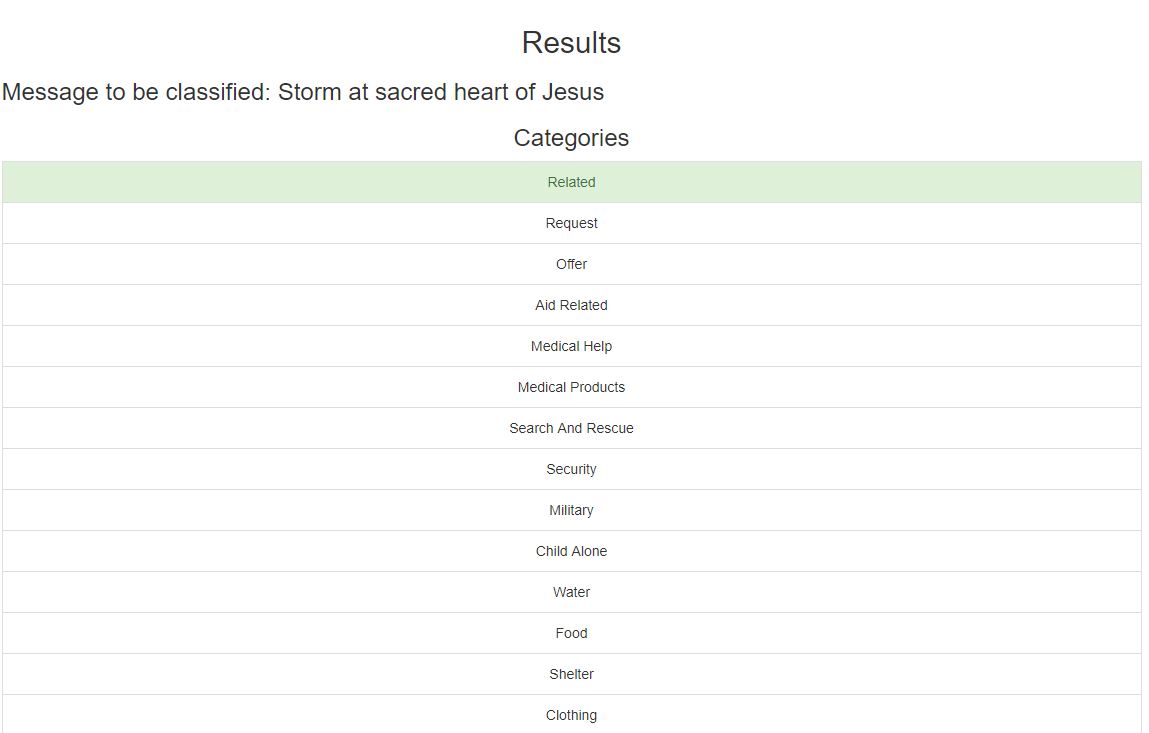 Results
Message to be classified: Storm at sacred heart of Jesus
Categories
Related
Request
Offer
Aid Related
Medical Help
Medical Products
Search And Rescue
Security
Military
Child Alone
Water
Food
Shelter
Clothing